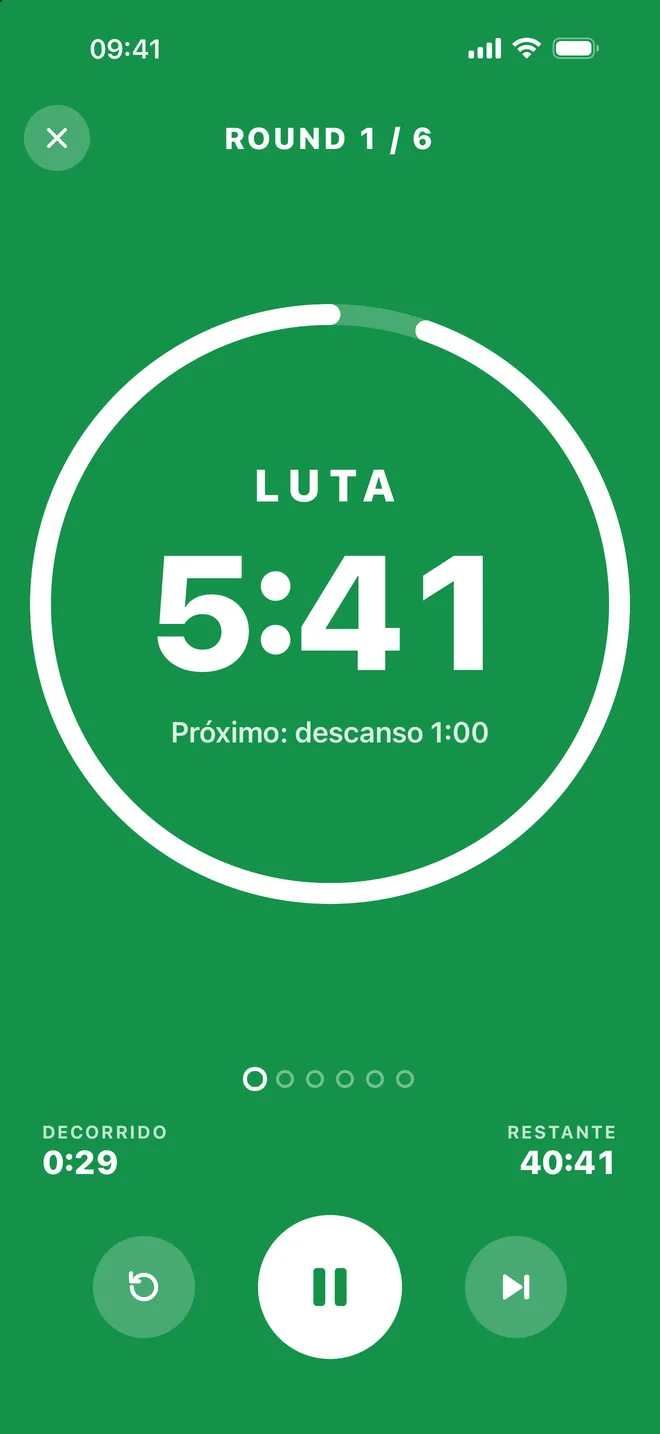 09:41
ROUND 1 / 6
LUTA
5:41
Próximo: descanso 1:00
DECORRIDO
0:29
RESTANTE
40:41